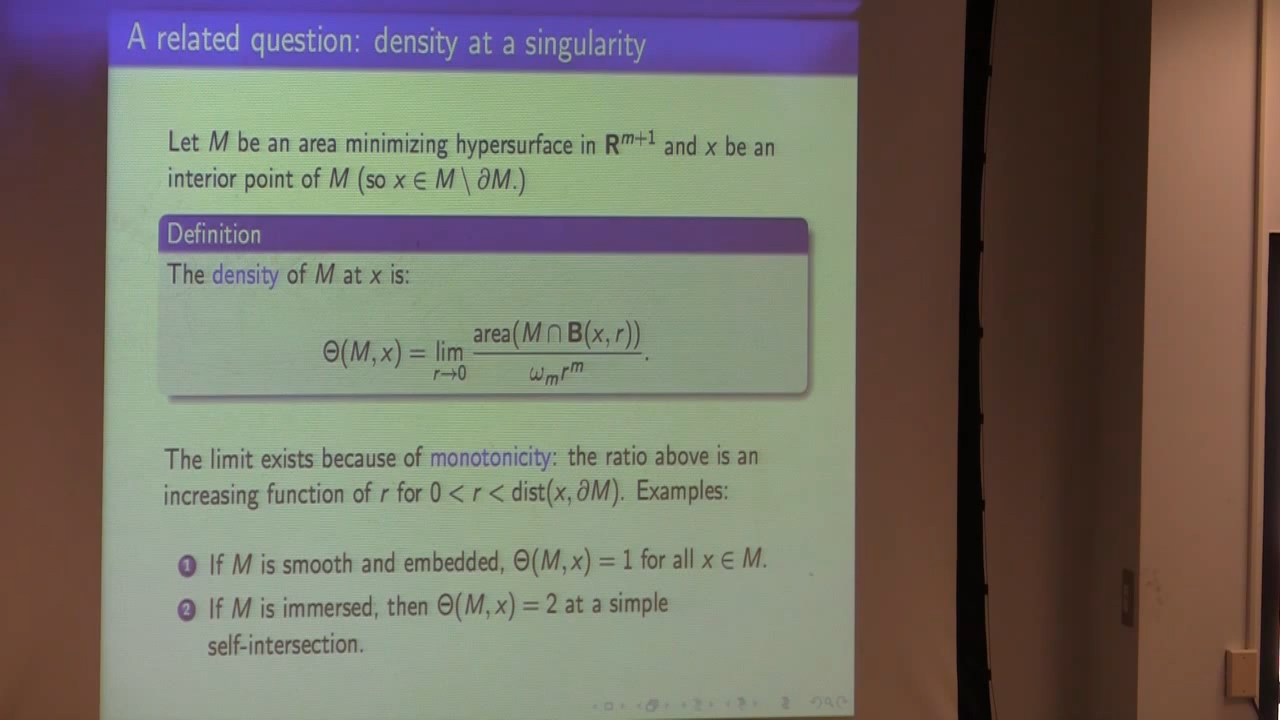 A related question: density at a singularity
Let M be an area minimizing hypersurface in R^{m+1} and x be an
interior point of M (so x ∈ M \ ∂M.)
Definition
The density of M at x is:
Θ(M, x) = lim_{r→0} area(M ∩ B(x, r)) / ω_m r^m .
The limit exists because of monotonicity: the ratio above is an
increasing function of r for 0 < r < dist(x, ∂M). Examples:
1 If M is smooth and embedded, Θ(M, x) = 1 for all x ∈ M.
2 If M is immersed, then Θ(M, x) = 2 at a simple
self-intersection.